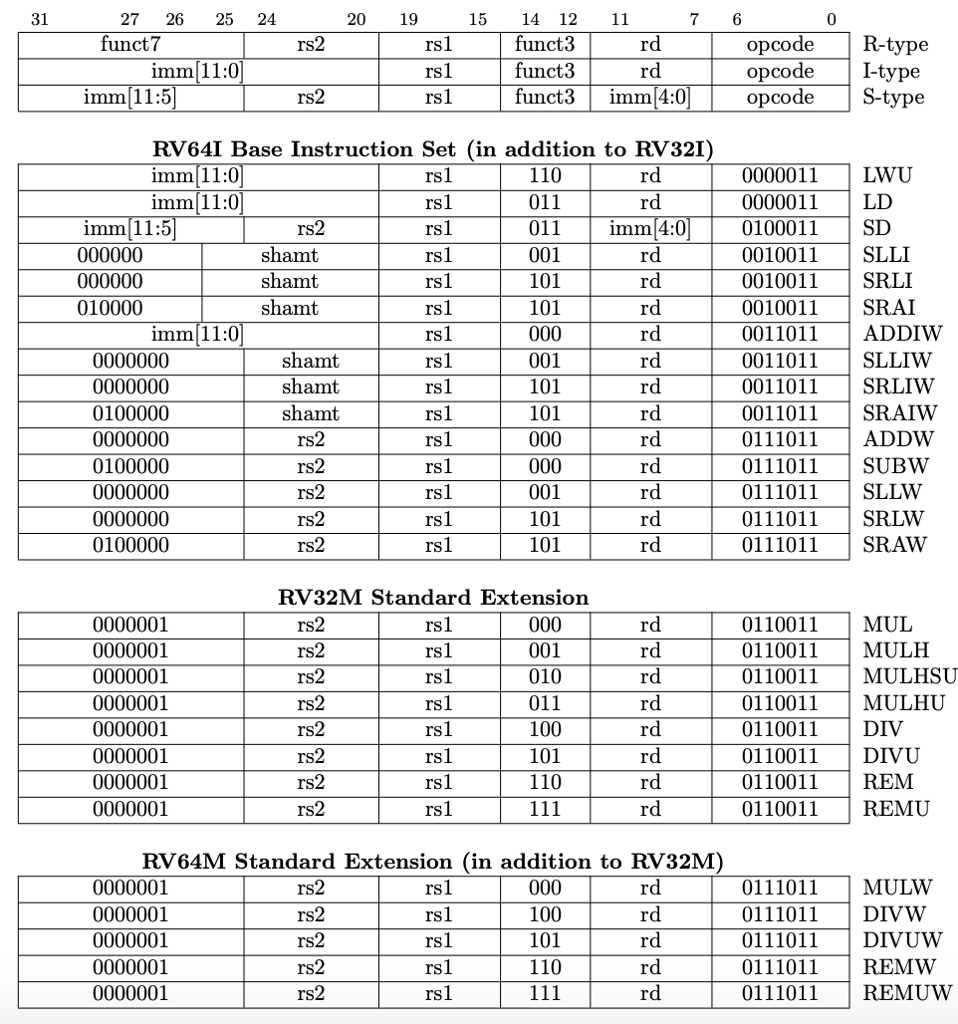 31 27 26 25 24 20 19 15 14 12 11 7 6 0
funct7 rs2 rs1 funct3 rd opcode R-type
imm[11:0] rs1 funct3 rd opcode I-type
imm[11:5] rs2 rs1 funct3 imm[4:0] opcode S-type
RV64I Base Instruction Set (in addition to RV32I)
imm[11:0] rs1 110 rd 0000011 LWU
imm[11:0] rs1 011 rd 0000011 LD
imm[11:5] rs2 rs1 011 imm[4:0] 0100011 SD
000000 shamt rs1 001 rd 0010011 SLLI
000000 shamt rs1 101 rd 0010011 SRLI
010000 shamt rs1 101 rd 0010011 SRAI
imm[11:0] rs1 000 rd 0011011 ADDIW
0000000 shamt rs1 001 rd 0011011 SLLIW
0000000 shamt rs1 101 rd 0011011 SRLIW
0100000 shamt rs1 101 rd 0011011 SRAIW
0000000 rs2 rs1 000 rd 0111011 ADDW
0100000 rs2 rs1 000 rd 0111011 SUBW
0000000 rs2 rs1 001 rd 0111011 SLLW
0000000 rs2 rs1 101 rd 0111011 SRLW
0100000 rs2 rs1 101 rd 0111011 SRAW
RV32M Standard Extension
0000001 rs2 rs1 000 rd 0110011 MUL
0000001 rs2 rs1 001 rd 0110011 MULH
0000001 rs2 rs1 010 rd 0110011 MULHSU
0000001 rs2 rs1 011 rd 0110011 MULHU
0000001 rs2 rs1 100 rd 0110011 DIV
0000001 rs2 rs1 101 rd 0110011 DIVU
0000001 rs2 rs1 110 rd 0110011 REM
0000001 rs2 rs1 111 rd 0110011 REMU
RV64M Standard Extension (in addition to RV32M)
0000001 rs2 rs1 000 rd 0111011 MULW
0000001 rs2 rs1 100 rd 0111011 DIVW
0000001 rs2 rs1 101 rd 0111011 DIVUW
0000001 rs2 rs1 110 rd 0111011 REMW
0000001 rs2 rs1 111 rd 0111011 REMUW